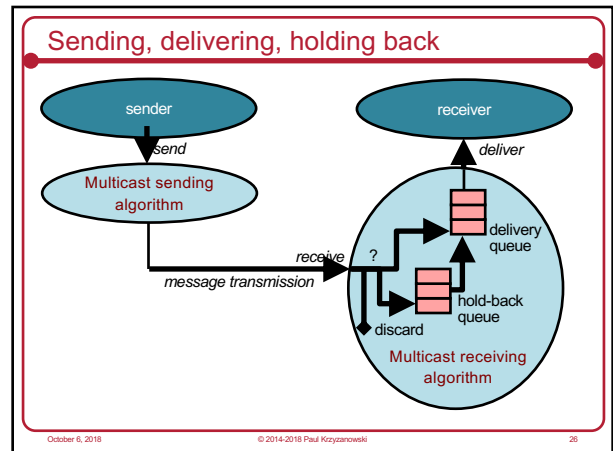 Sending, delivering, holding back
sender
receiver
send
deliver
Multicast sending
algorithm
delivery
queue
receive
?
message transmission
hold-back
queue
discard
Multicast receiving
algorithm
October 6, 2018
© 2014-2018 Paul Krzyzanowski
26